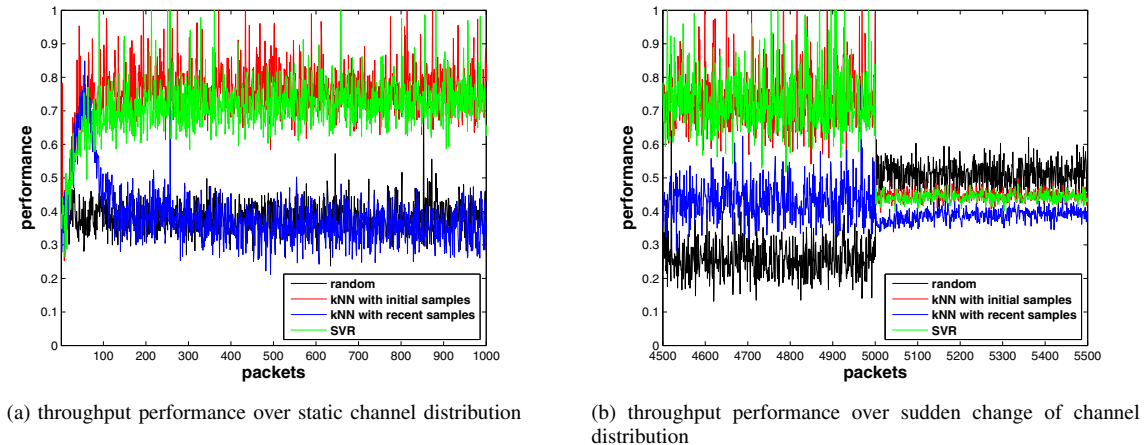 1
0.9
0.8
0.7
0.6
0.5
0.4
0.3
0.2
0.1
0
performance
100 200 300 400 500 600 700 800 900 1000
packets
random
kNN with initial samples
kNN with recent samples
SVR
(a) throughput performance over static channel distribution
1
0.9
0.8
0.7
0.6
0.5
0.4
0.3
0.2
0.1
0
performance
4500 4600 4700 4800 4900 5000 5100 5200 5300 5400 5500
packets
random
kNN with initial samples
kNN with recent samples
SVR
(b) throughput performance over sudden change of channel
distribution